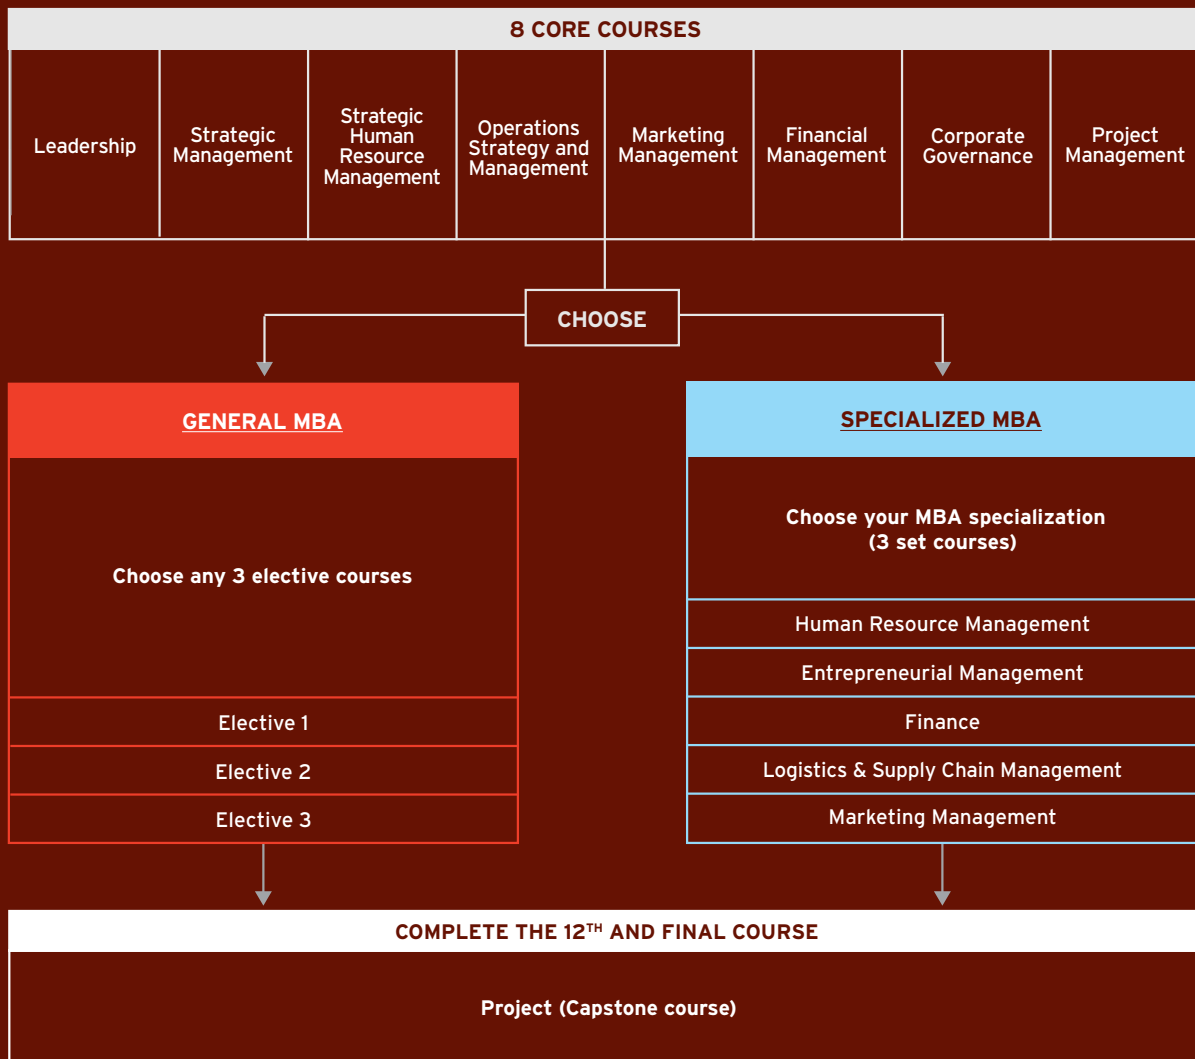 8 CORE COURSES
Leadership
Strategic
Management
Strategic
Human
Resource
Management
Operations
Strategy and
Management
Marketing
Management
Financial
Management
Corporate
Governance
Project
Management
CHOOSE
GENERAL MBA
Choose any 3 elective courses
Elective 1
Elective 2
Elective 3
SPECIALIZED MBA
Choose your MBA specialization
(3 set courses)
Human Resource Management
Entrepreneurial Management
Finance
Logistics & Supply Chain Management
Marketing Management
COMPLETE THE 12TH AND FINAL COURSE
Project (Capstone course)